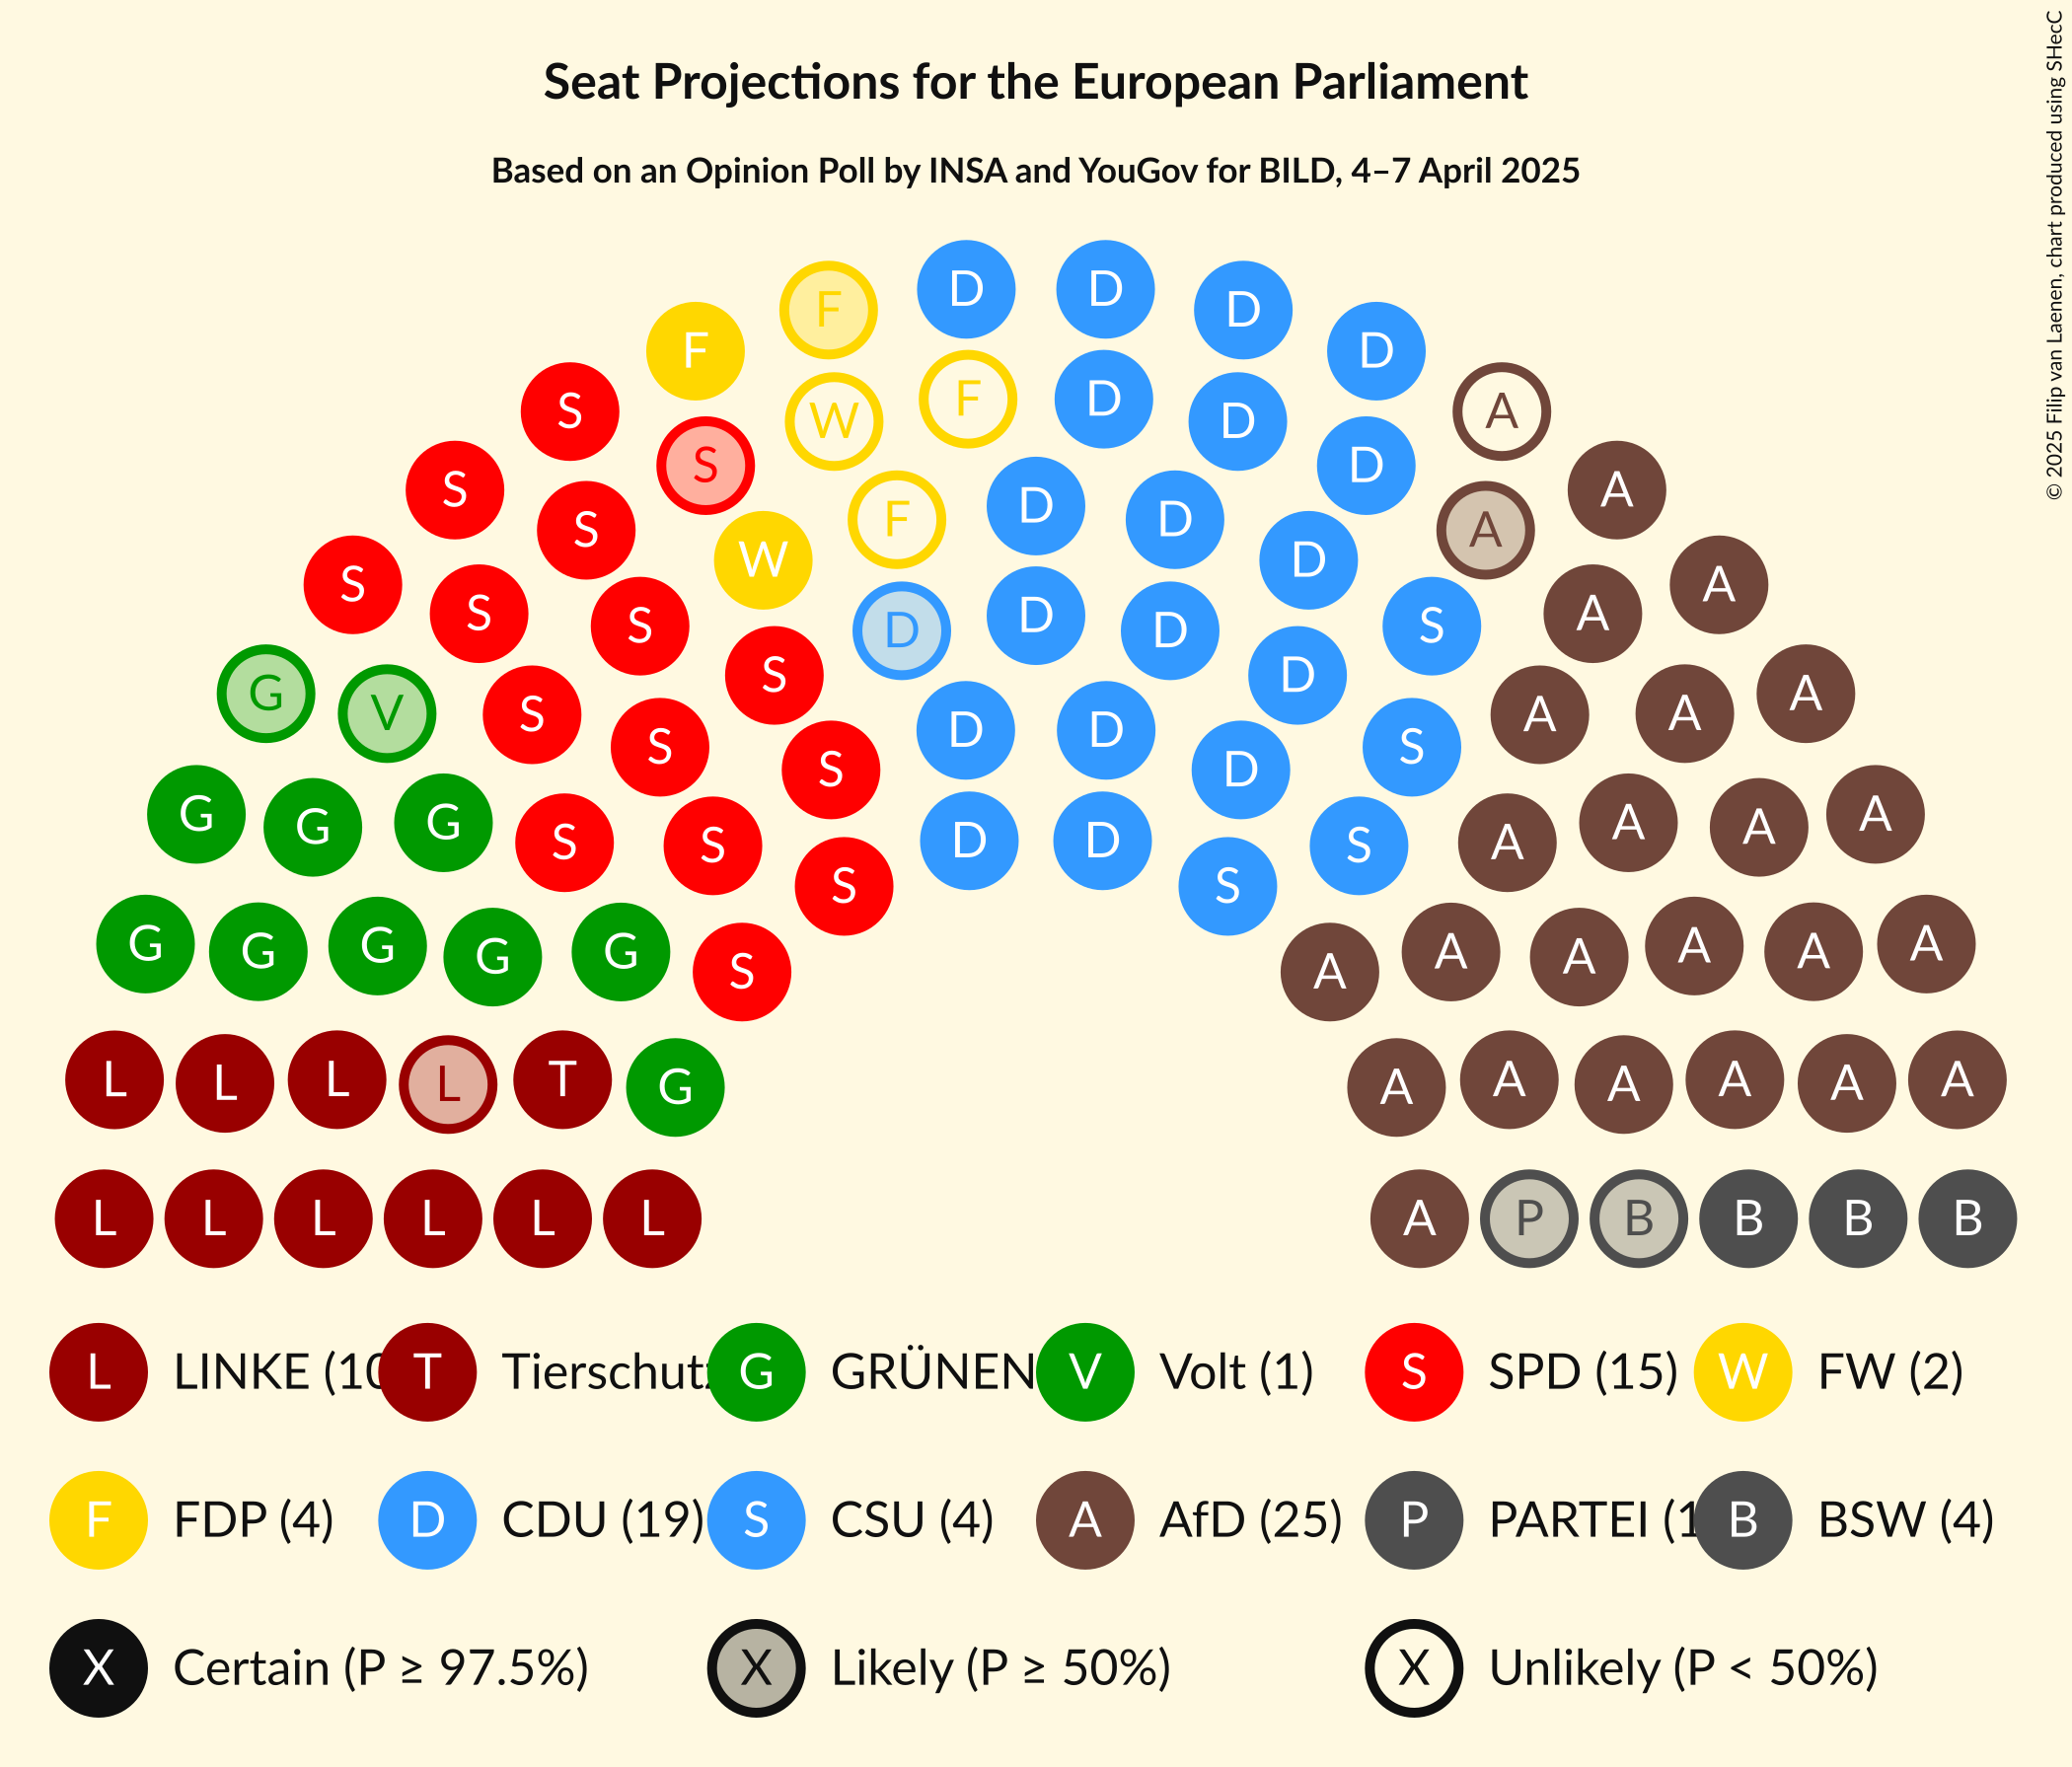 Seat Projections for the European Parliament
Based on an Opinion Poll by INSA and YouGov for BILD, 4–7 April 2025
© 2025 Filip van Laenen, chart produced using SHecC
D D
F D
F D
F D
S A
W D
S D
S A
F D D
S A
W D
S A
S D A
S D D S
S D
G A
V S A A
D D
S S
S D
G A
G G A A
S S D D S A
S S
G G G G G A A A A A
S A
L L L L T G A A A A A A
L L L L L L A P B B B B
L LINKE (10 T Tierschutz G GRÜNEN V Volt (1) S SPD (15) W FW (2)
F FDP (4) D CDU (19) S CSU (4) A AfD (25) P PARTEI (1 B BSW (4)
X Certain (P ≥ 97.5%) X Likely (P ≥ 50%) X Unlikely (P < 50%)